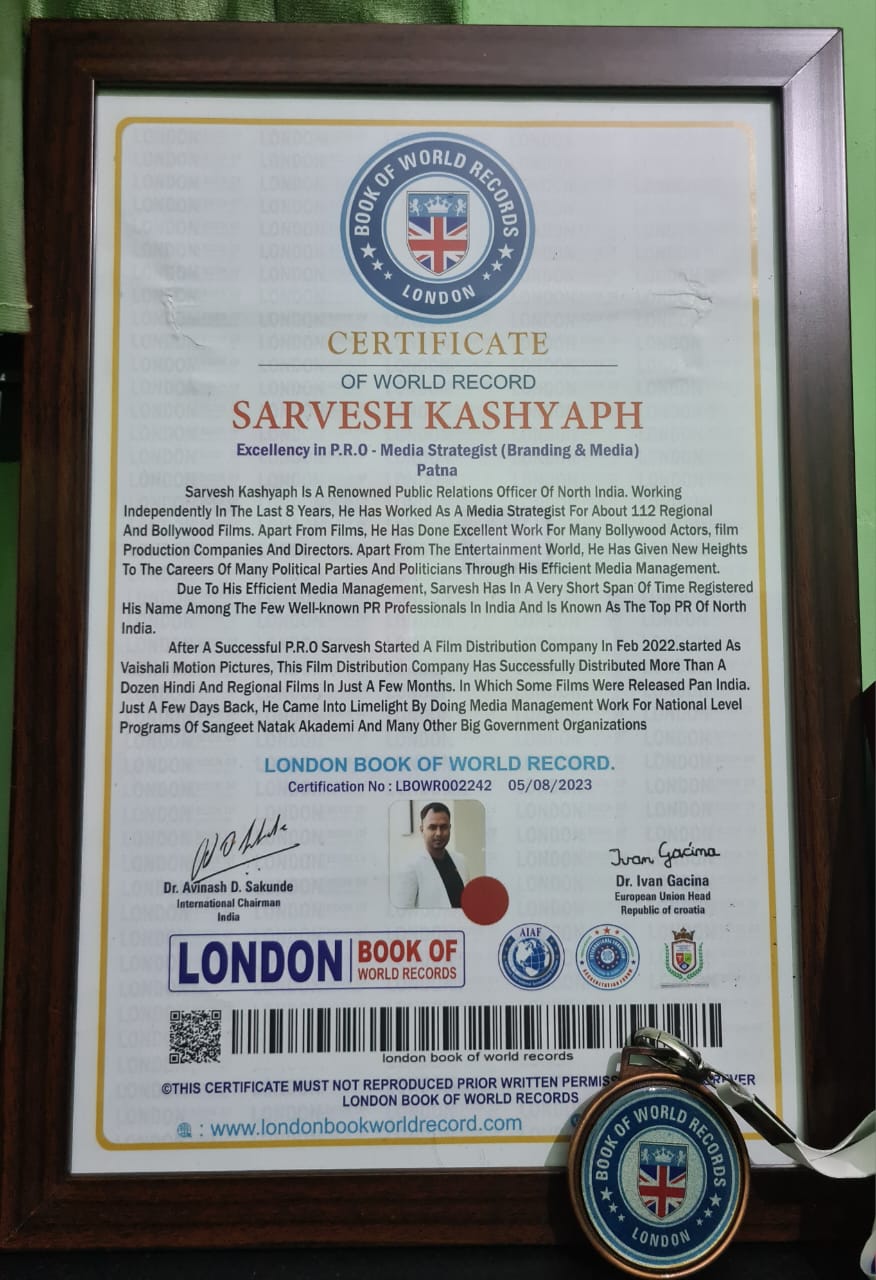 BOOK OF WORLD RECORDS
LONDON
CERTIFICATE
OF WORLD RECORD
SARVESH KASHYAPH
Excellency in P.R.O - Media Strategist (Branding & Media)
Patna
Sarvesh Kashyaph Is A Renowned Public Relations Officer Of North India. Working
Independently In The Last 8 Years, He Has Worked As A Media Strategist For About 112 Regional
And Bollywood Films. Apart From Films, He Has Done Excellent Work For Many Bollywood Actors, film
Production Companies And Directors. Apart From The Entertainment World, He Has Given New Heights
To The Careers Of Many Political Parties And Politicians Through His Efficient Media Management.
Due To His Efficient Media Management, Sarvesh Has In A Very Short Span Of Time Registered
His Name Among The Few Well-known PR Professionals In India And Is Known As The Top PR Of North
India.
After A Successful P.R.O Sarvesh Started A Film Distribution Company In Feb 2022.started As
Vaishali Motion Pictures, This Film Distribution Company Has Successfully Distributed More Than A
Dozen Hindi And Regional Films In Just A Few Months. In Which Some Films Were Released Pan India.
Just A Few Days Back, He Came Into Limelight By Doing Media Management Work For National Level
Programs Of Sangeet Natak Akademi And Many Other Big Government Organizations
LONDON BOOK OF WORLD RECORD.
Certification No : LBOWR002242 05/08/2023
Ivan Gacina
Dr. Avinash D. Sakunde
International Chairman
India
Dr. Ivan Gacina
European Union Head
Republic of croatia
LONDON BOOK OF
WORLD RECORDS
AIAF
london book of world records
©THIS CERTIFICATE MUST NOT REPRODUCED PRIOR WRITTEN
LONDON BOOK OF WORLD RECORDS
: www.londonbookworldrecord.com
BOOK OF WORLD RECORDS
LONDON